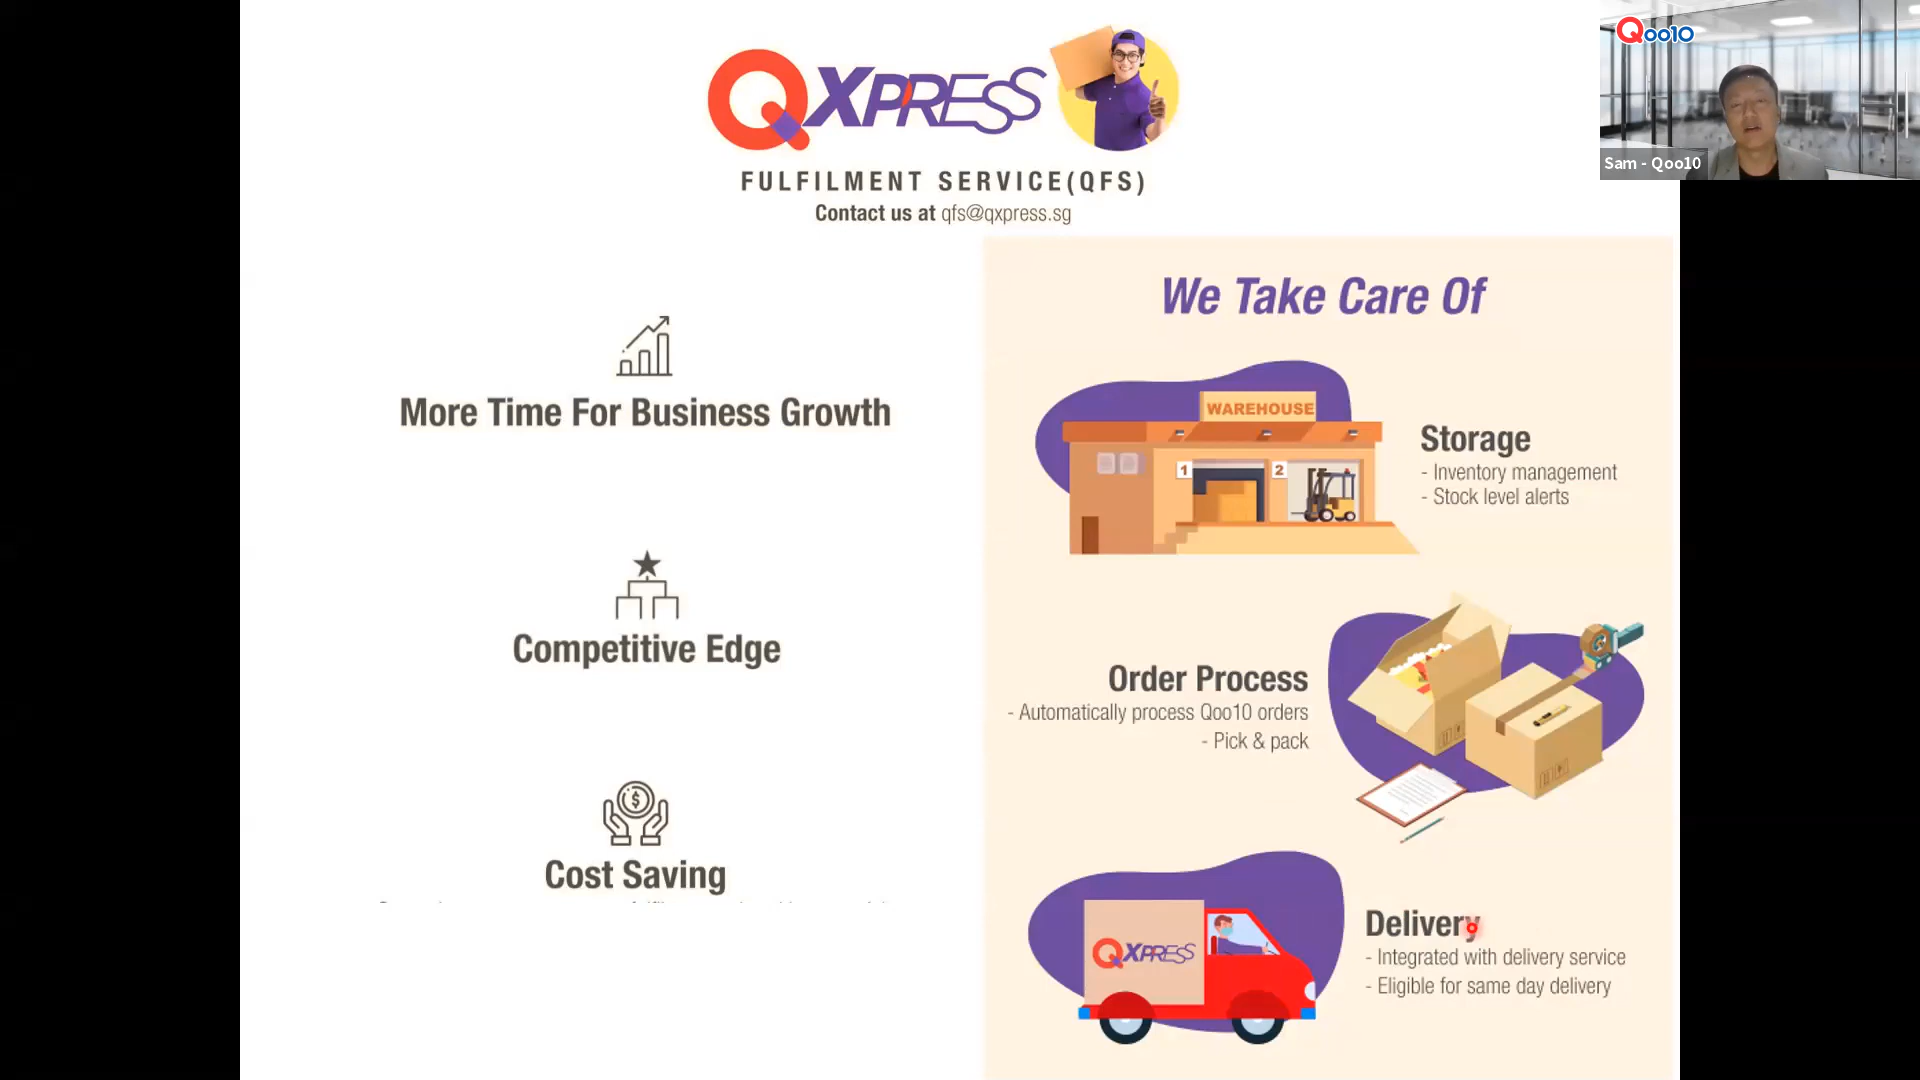 QXPRESS
FULFILMENT SERVICE(QFS)
Contact us at qfs@qxpress.sg
Qoo10
Sam - Qoo10
More Time For Business Growth
Competitive Edge
Cost Saving
We Take Care Of
WAREHOUSE
1
2
Storage
- Inventory management
- Stock level alerts
Order Process
- Automatically process Qoo10 orders
- Pick & pack
QXPRESS
Delivery
- Integrated with delivery service
- Eligible for same day delivery